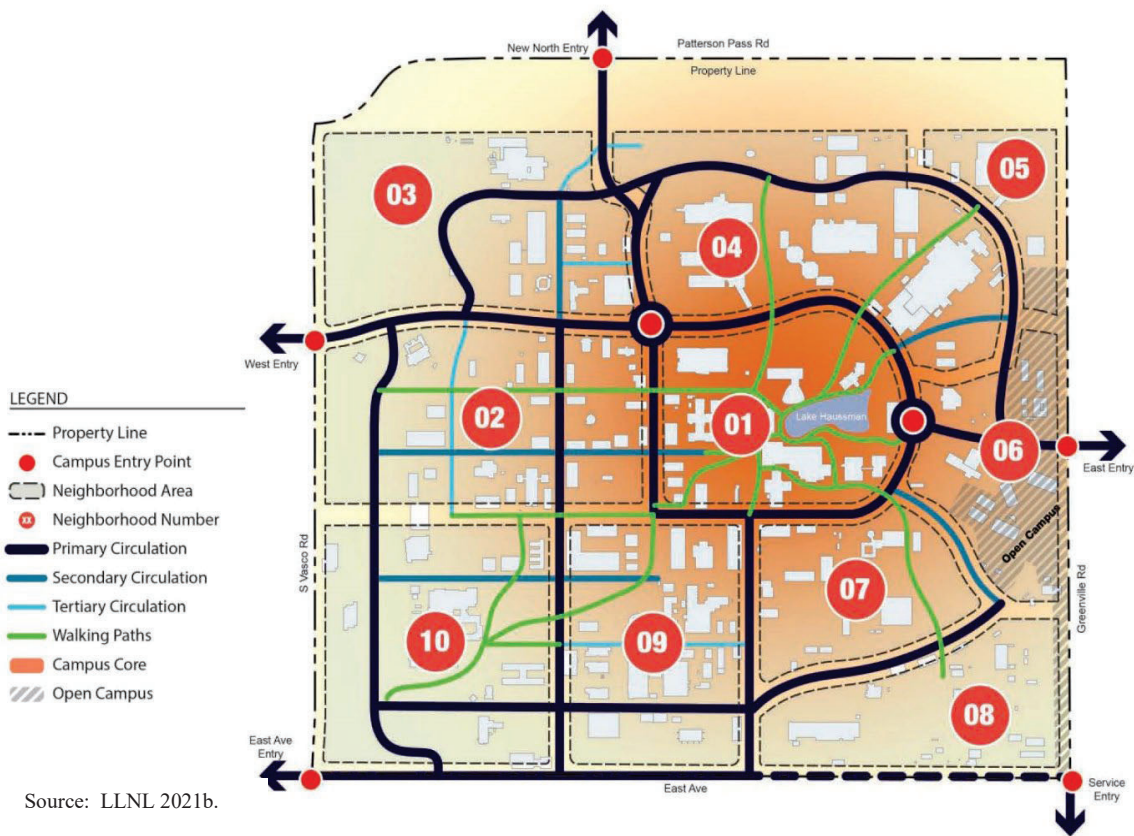 New North Entry
Patterson Pass Rd
Property Line
03
05
04
West Entry
LEGEND
Property Line
Campus Entry Point
Neighborhood Area
XX Neighborhood Number
Primary Circulation
Secondary Circulation
Tertiary Circulation
Walking Paths
Campus Core
Open Campus
02
01
Lake Haussman
06
East Entry
Open Campus
S Vasco Rd
Greenville Rd
07
10
09
08
East Ave
Entry
East Ave
Service
Entry
Source: LLNL 2021b.